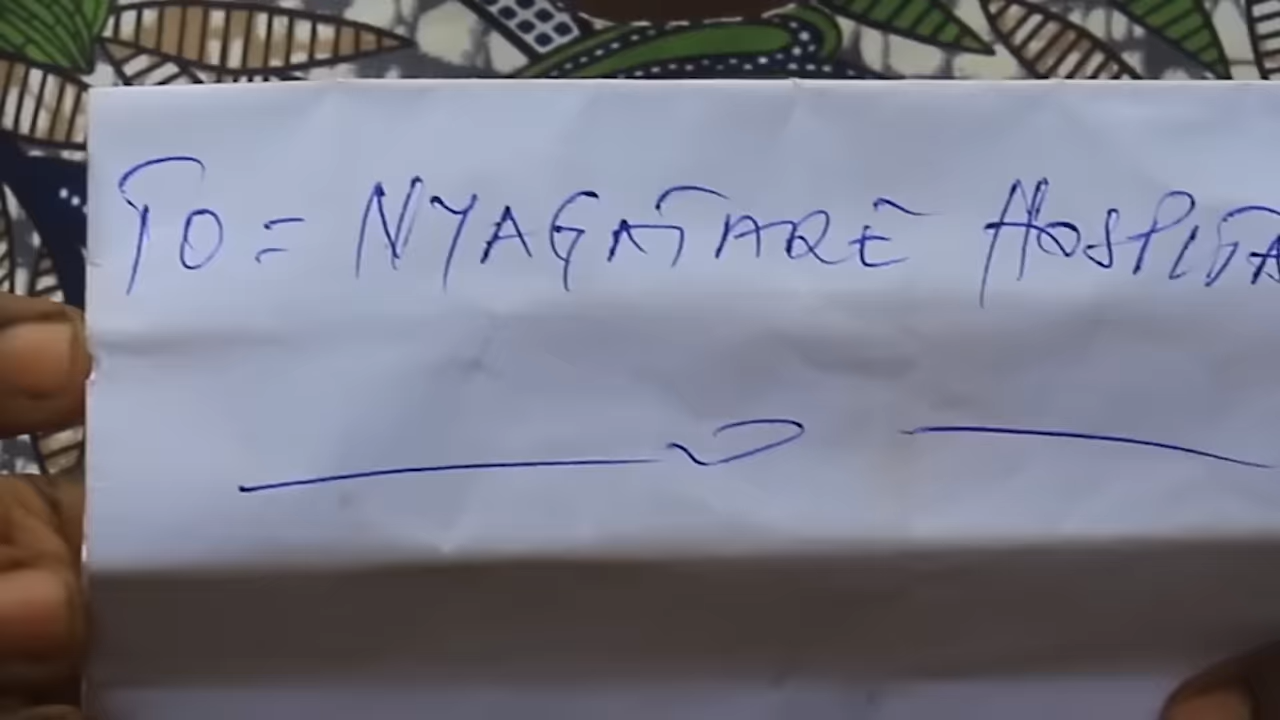 TO = NYAGATARE HOSPITA